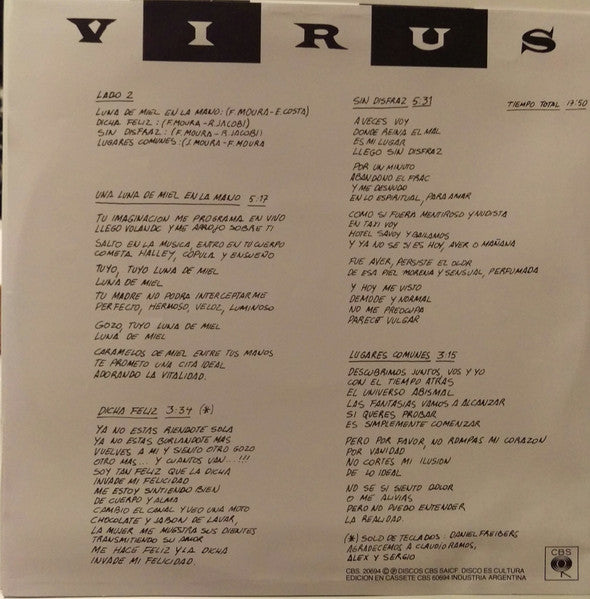 VIRUS
LADO 2
LUNA DE MIEL EN LA MANO: (F. MOURA-E. COSTA)
DICHA FELIZ: (F. MOURA-R. JACOBI)
SIN DISFRAZ: (F. MOURA-R. JACOBI)
LUGARES COMUNES: (J. MOURA-F. MOURA
UNA LUNA DE MIEL EN LA MANO 5:17
TU IMAGINACION ME PROGRAMA EN VIVO
LLEGO VOLANDO Y ME ARROJO SOBRE TI
SALTO EN LA MUSICA, ENTRO EN TU CUERPO
COMETA HALLEY, COPULA Y ENSUEÑO
TUYO, TUYO LUNA DE MIEL
LUNA DE MIEL
TU MADRE NO PODRA INTERCEPTARME
PERFECTO, HERMOSO, VELOZ, LUMINOSO
GOZO, TUYO LUNA DE MIEL
LUNA DE MIEL
CARAMELOS DE MIEL ENTRE TUS MANOS
TE PROMETO UNA CITA IDEAL
ADORANDO LA VITALIDAD.
DICHA FELIZ 3:34 (*)
YA NO ESTAS RIENDOTE SOLA
YA NO ESTAS BURLANDOTE MAS
VUELVES A MI Y SIENTO OTRO GOZO
OTRO MAS... Y CUANTOS VAN...!!!
SOY TAN FELIZ QUE LA DICHA
INVADE MI FELICIDAD
ME ESTOY SINTIENDO BIEN
DE CUERPO Y ALMA
CAMBIO EL CANAL Y VEO UNA MOTO
CHOCOLATE Y JABON DE LAVAR,
LA MUJER ME MUESTRA SUS DIENTES
TRANSMITIENDO SU AMOR
ME HACE FELIZ Y LA DICHA
INVADE MI FELICIDAD.
SIN DISFRAZ 5:31
TIEMPO TOTAL 17:50
A VECES VOY
DONDE REINA EL MAL
ES MI LUGAR
LLEGO SIN DISFRAZ
POR UN MINUTO
ABANDONO EL FRAC
Y ME DESNUDO
EN LO ESPIRITUAL, PARA AMAR
COMO SI FUERA MENTIROSO Y NUDISTA
EN TAXI VOY
HOTEL SAVOY Y BAILAMOS
Y YA NO SE SI ES HOY, AYER O MAÑANA
FUE AYER, PERSISTE EL OLOR
DE ESA PIEL MORENA Y SENSUAL, PERFUMADA
Y HOY ME VISTO
DEMODE Y NORMAL
NO ME PREOCUPA
PARECE VULGAR
LUGARES COMUNES 3:15
DESCUBRIMOS JUNTOS, VOS Y YO
CON EL TIEMPO ATRAS
EL UNIVERSO ABISMAL
LAS FANTASIAS VAMOS A ALCANZAR
SI QUERES PROBAR
ES SIMPLEMENTE COMENZAR
PERO POR FAVOR, NO ROMPAS MI CORAZON
POR VANIDAD
NO CORTES MI ILUSION
DE LO IDEAL
NO SE SI SIENTO DOLOR
O ME ALIVIAS
PERO NO PUEDO ENTENDER
LA REALIDAD.
(*) SOLO DE TECLADOS: DANIEL FREIBERG
AGRADECEMOS A CLAUDIO RAMOS,
ALEX Y SERGIO
CBS
CBS. 20694 © ℗ DISCOS CBS SAICF. DISCO ES CULTURA
EDICION EN CASSETE CBS 60694 INDUSTRIA ARGENTINA